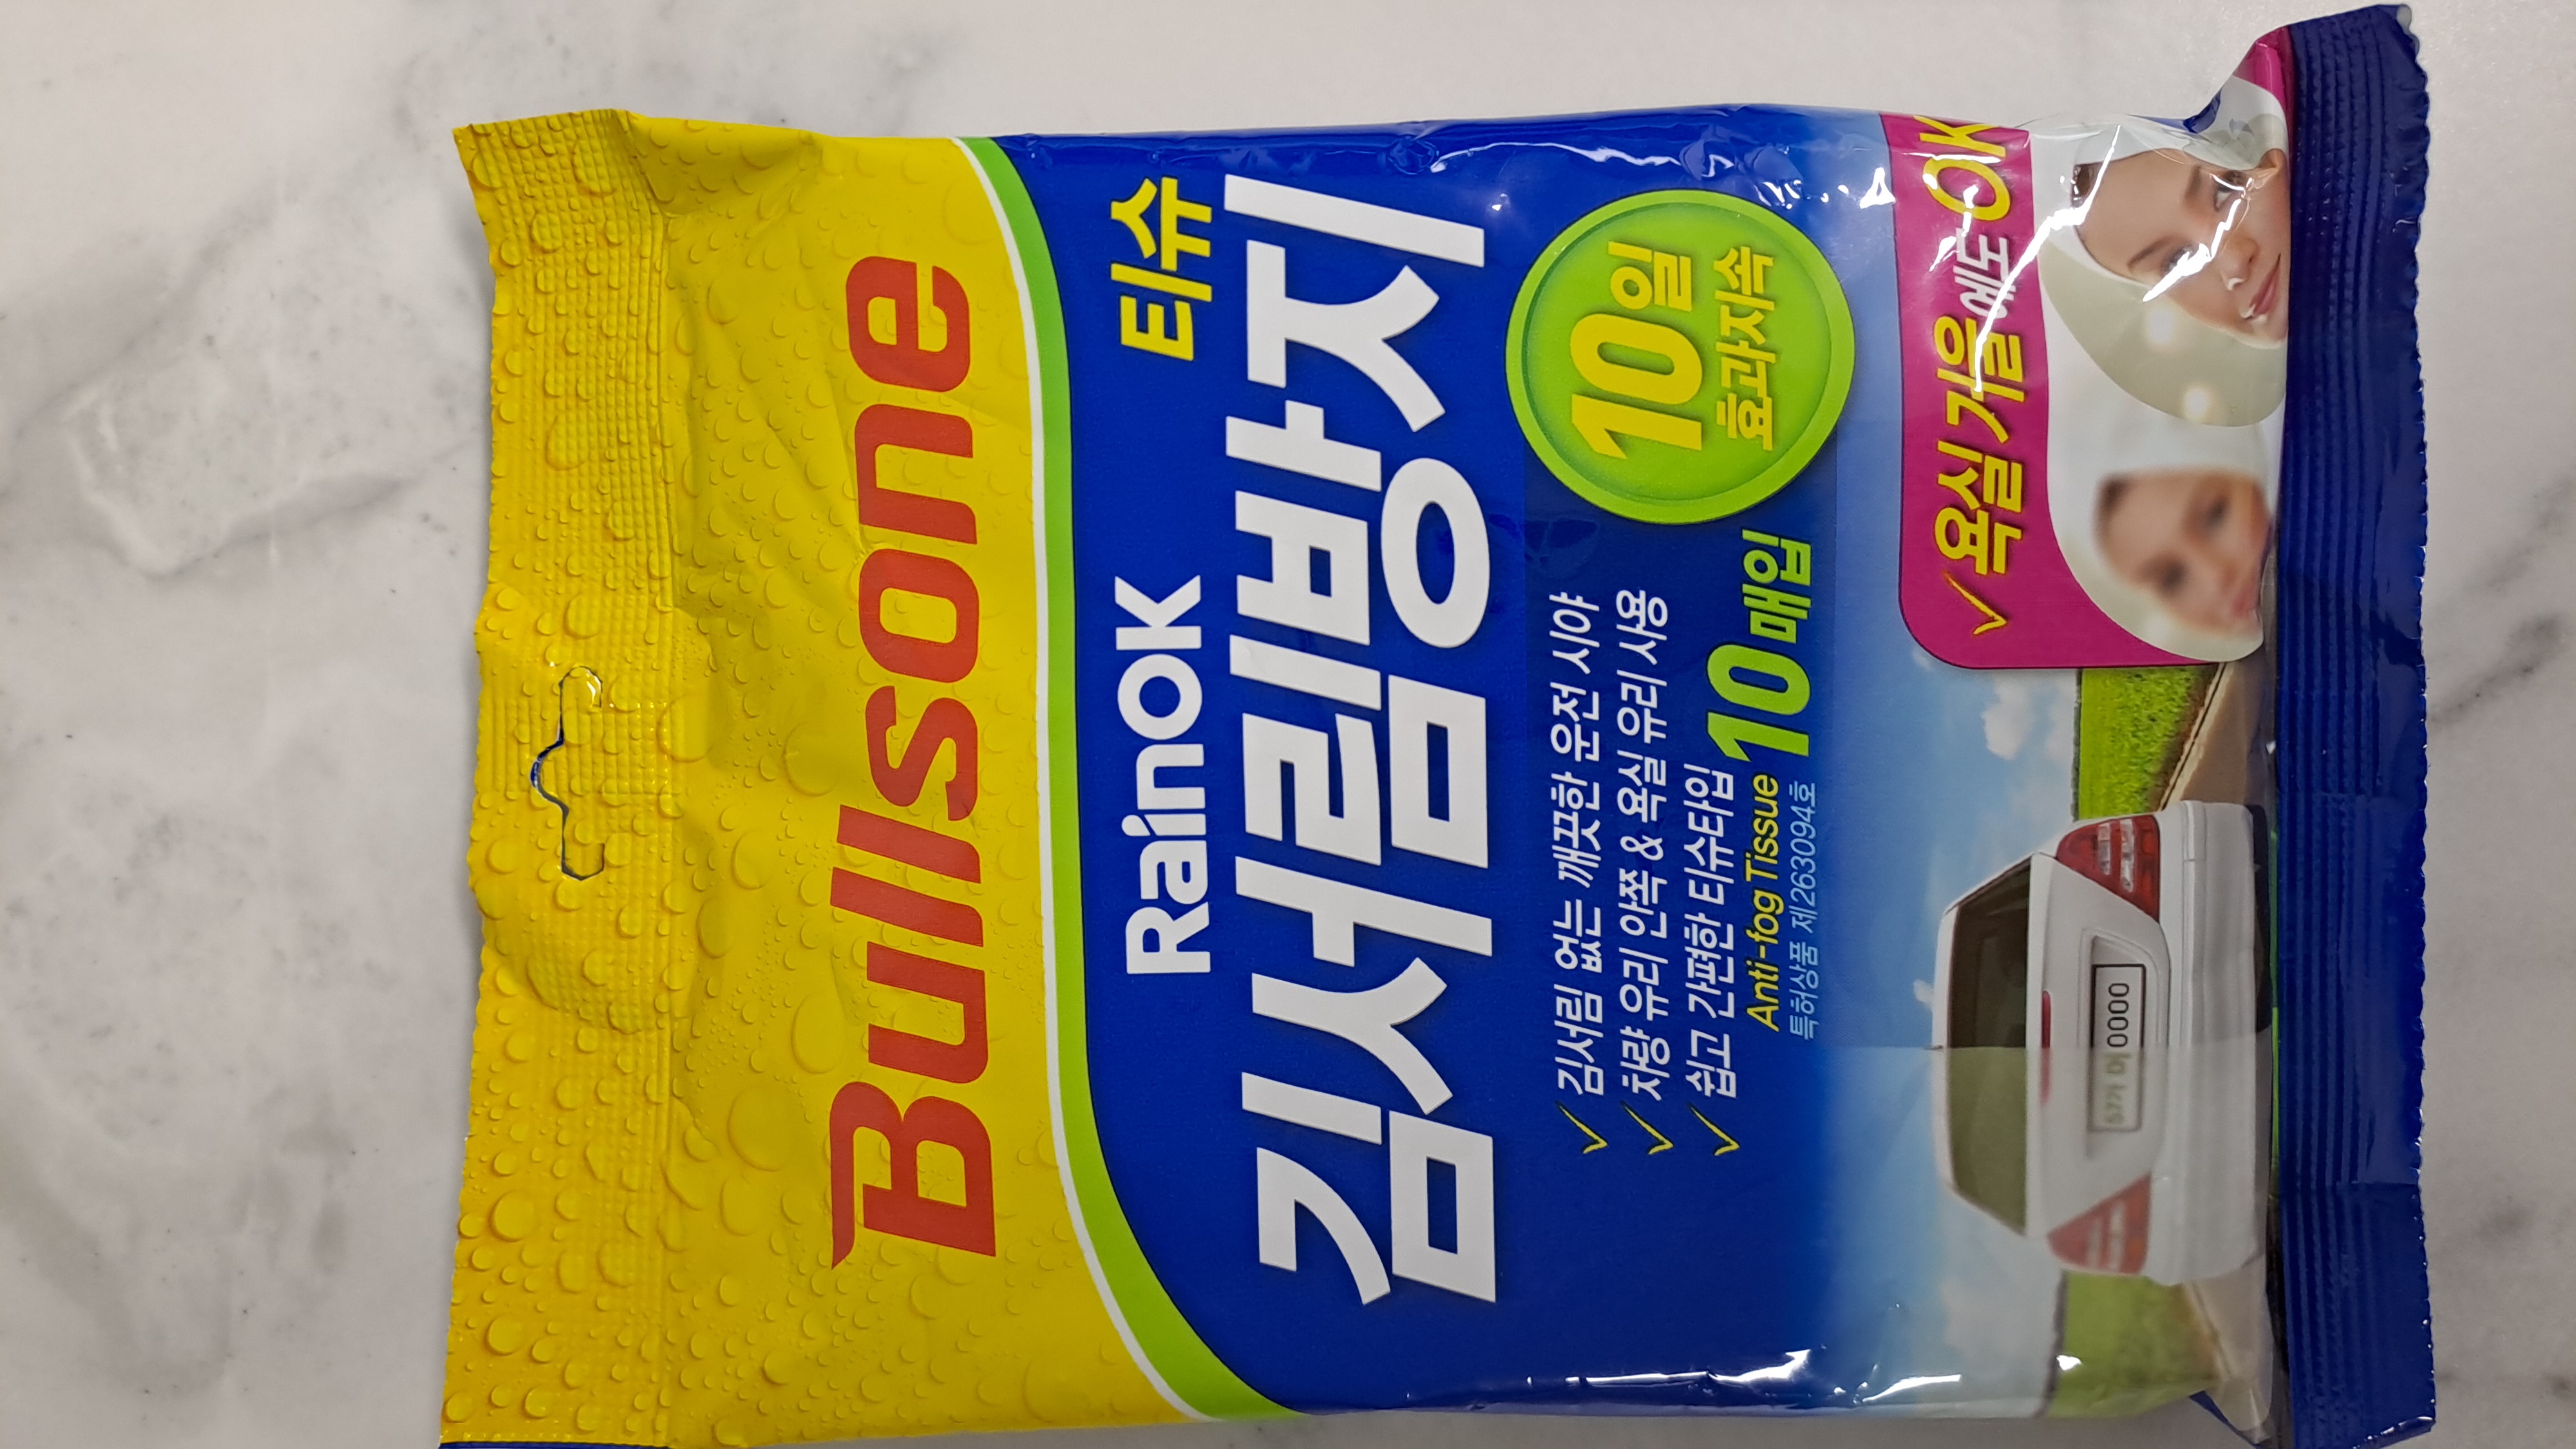 Bullsone
RainOK 티슈
김서림방지
✓ 김서림 없는 깨끗한 운전 시야
✓ 차량 유리 안쪽 & 욕실 유리 사용
✓ 쉽고 간편한 티슈타입
Anti-fog Tissue 10매입
특허상품 제2630994호
10일
효과지속
✓ 욕실거울에도 OK
0000